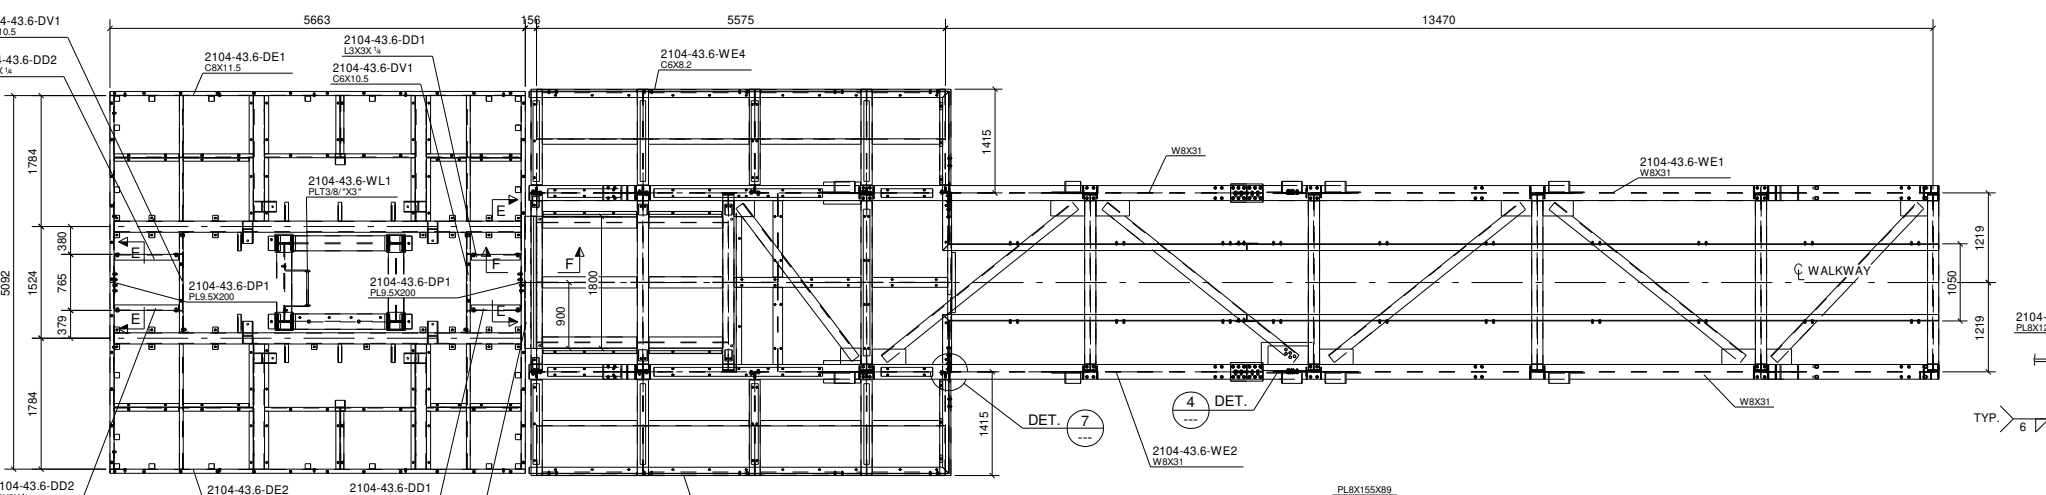 5663
156
5575
13470
4-43.6-DV1
10.5
2104-43.6-DD1
L3X3X ¼
2104-43.6-DE1
C8X11.5
2104-43.6-WE4
C6X8.2
-43.6-DD2
X ¼
2104-43.6-DV1
C6X10.5
1784
1415
W8X31
2104-43.6-WE1
W8X31
2104-43.6-WL1
PLT3/8/"X3"
E
E
380
F
F
1219
5092
1524
765
1800
1050
℄ WALKWAY
2104-43.6-DP1
PL9.5X200
2104-43.6-DP1
PL9.5X200
900
E
E
379
1219
2104-
PL8X12
1784
1415
DET. 7
---
4 DET.
---
W8X31
TYP.
6
2104-43.6-WE2
W8X31
104-43.6-DD2
2104-43.6-DE2
2104-43.6-DD1
PL8X155X89